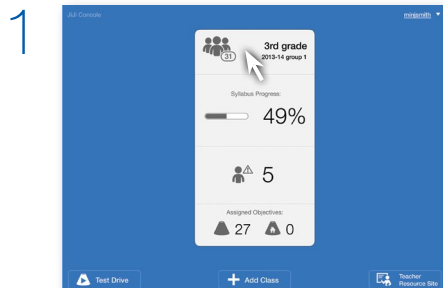 1
JiJi Console
minjsmith
3rd grade
31
2013-14 group 1
Syllabus Progress:
49%
5
Assigned Objectives:
27 0
Test Drive
Add Class
Teacher
Resource Site